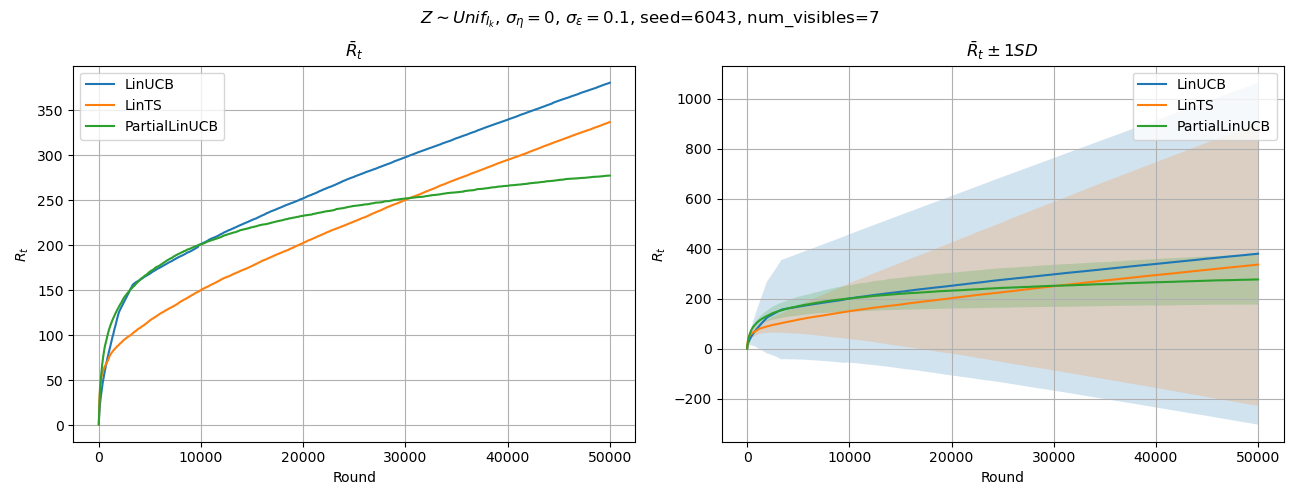 Z ∼ Unif_{I_k}, σ_η = 0, σ_ε = 0.1, seed=6043, num_visibles=7
R̄_t
R_t
350
300
250
200
150
100
50
0
LinUCB
LinTS
PartialLinUCB
0 10000 20000 30000 40000 50000
Round
R̄_t ± 1SD
R_t
1000
800
600
400
200
0
−200
LinUCB
LinTS
PartialLinUCB
0 10000 20000 30000 40000 50000
Round